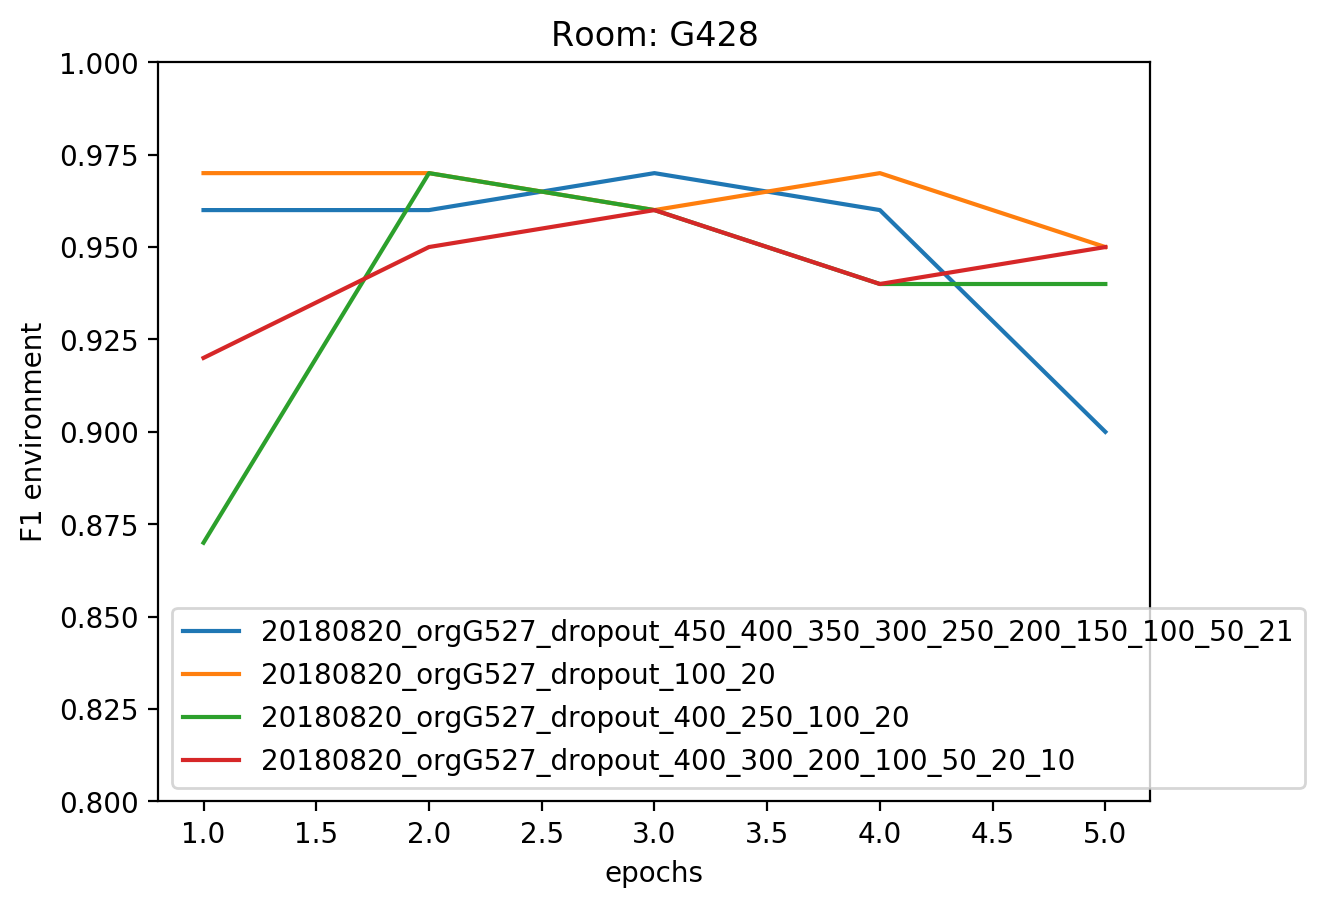 Room: G428
1.000
0.975
0.950
0.925
0.900
0.875
0.850
0.825
0.800
F1 environment
20180820_orgG527_dropout_450_400_350_300_250_200_150_100_50_21
20180820_orgG527_dropout_100_20
20180820_orgG527_dropout_400_250_100_20
20180820_orgG527_dropout_400_300_200_100_50_20_10
1.0 1.5 2.0 2.5 3.0 3.5 4.0 4.5 5.0
epochs